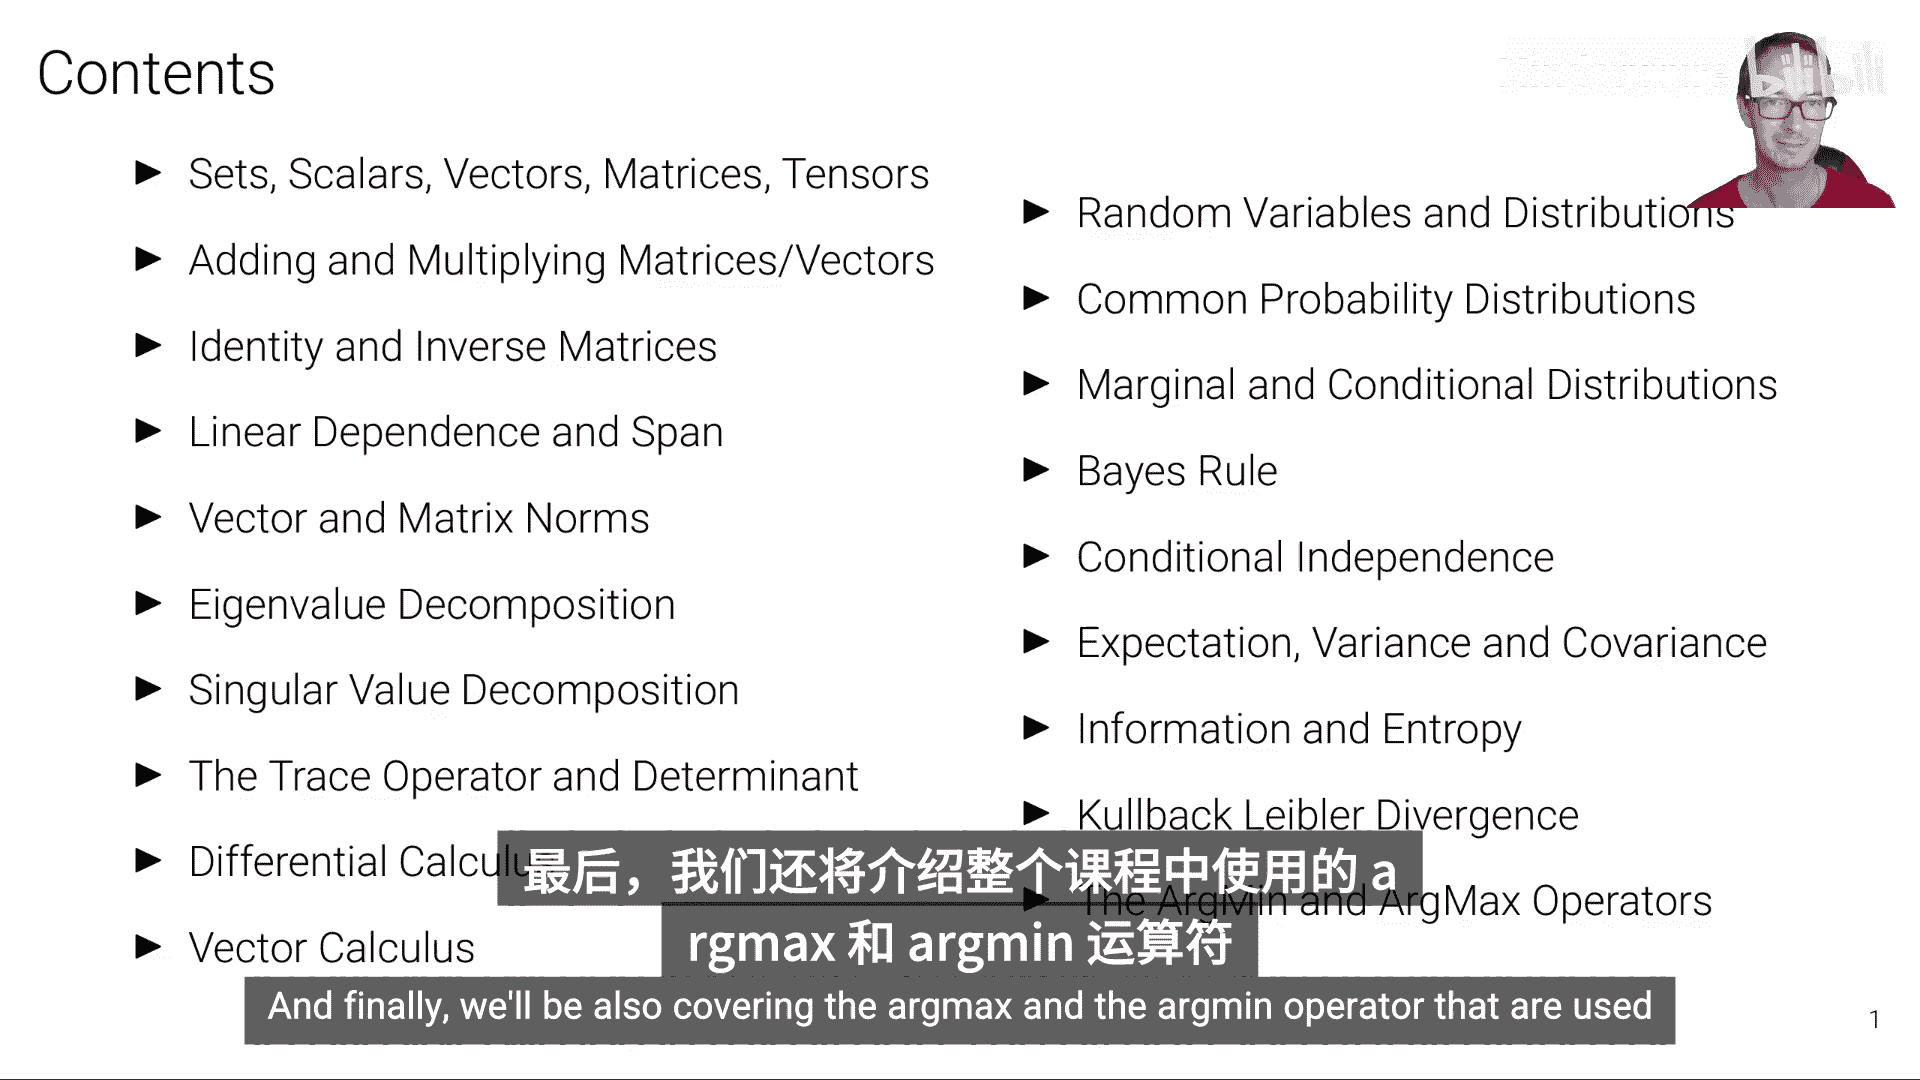 Contents
Sets, Scalars, Vectors, Matrices, Tensors
Adding and Multiplying Matrices/Vectors
Identity and Inverse Matrices
Linear Dependence and Span
Vector and Matrix Norms
Eigenvalue Decomposition
Singular Value Decomposition
The Trace Operator and Determinant
Differential Calculu
Vector Calculus
bilibili
Random Variables and Distributions
Common Probability Distributions
Marginal and Conditional Distributions
Bayes Rule
Conditional Independence
Expectation, Variance and Covariance
Information and Entropy
Kullback Leibler Divergence
The ArgMin and ArgMax Operators
最后，我们还将介绍整个课程中使用的 a
rgmax 和 argmin 运算符
And finally, we'll be also covering the argmax and the argmin operator that are used
1